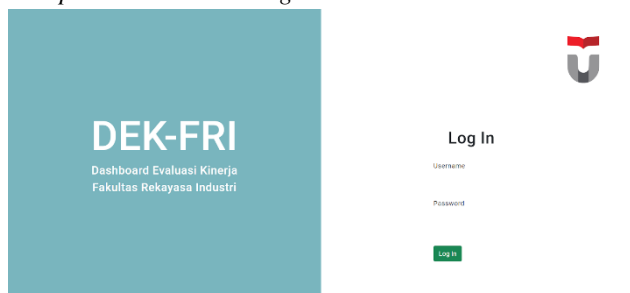 DEK-FRI
Dashboard Evaluasi Kinerja
Fakultas Rekayasa Industri
Log In
Username
Password
Log in